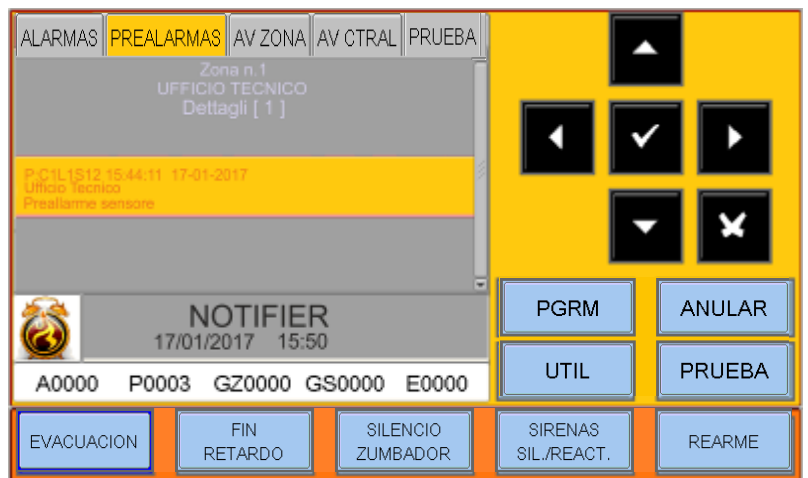 ALARMAS PREALARMAS AV ZONA AV CTRAL PRUEBA
Zona n.1
UFFICIO TECNICO
Dettagli [ 1 ]
P:C1L1S12 15:44:11 17-01-2017
Ufficio Tecnico
Preallarme sensore
NOTIFIER
17/01/2017 15:50
A0000 P0003 GZ0000 GS0000 E0000
PGRM
ANULAR
UTIL
PRUEBA
EVACUACION
FIN
RETARDO
SILENCIO
ZUMBADOR
SIRENAS
SIL./REACT.
REARME